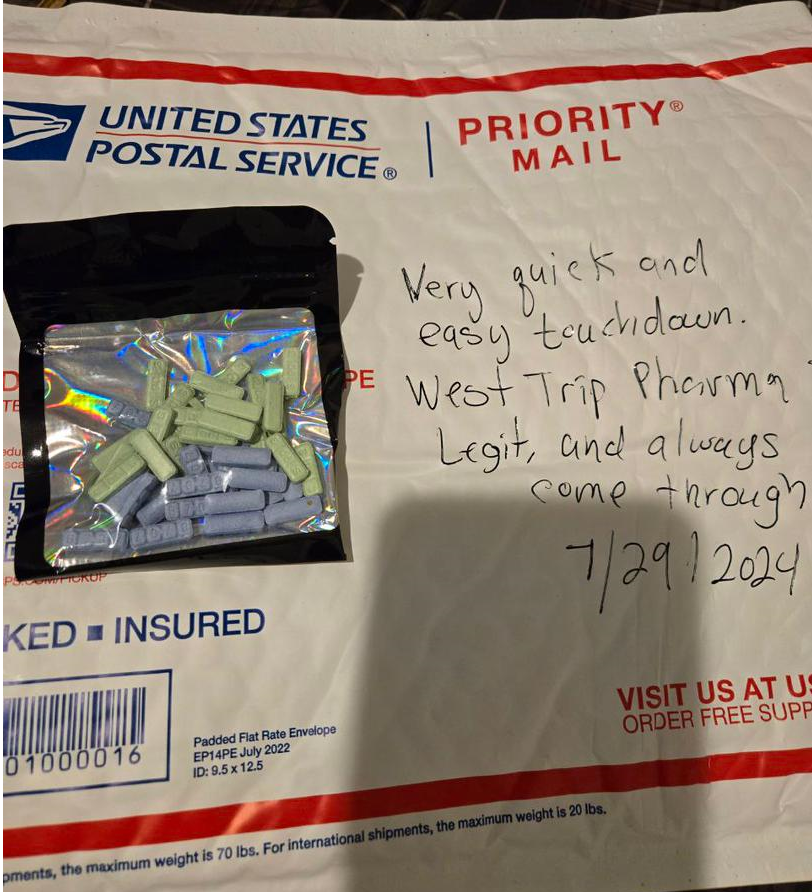 UNITED STATES
POSTAL SERVICE®
PRIORITY®
MAIL
Very quick and
easy touchdown.
West Trip Pharma
Legit, and always
come through
7/29/2024
PS.COM/PICKUP
KED ▪ INSURED
01000016
Padded Flat Rate Envelope
EP14PE July 2022
ID: 9.5 x 12.5
VISIT US AT US
ORDER FREE SUPP
pments, the maximum weight is 70 lbs. For international shipments, the maximum weight is 20 lbs.